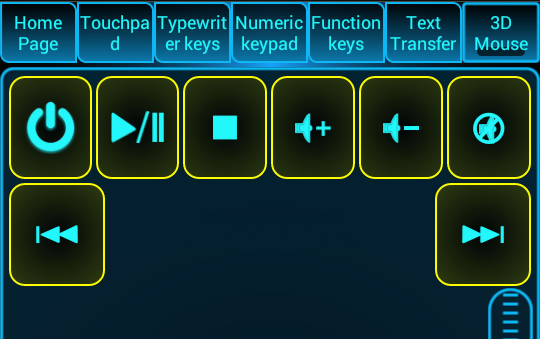 Home
Page
Touchpa
d
Typewrit
er keys
Numeric
keypad
Function
keys
Text
Transfer
3D
Mouse